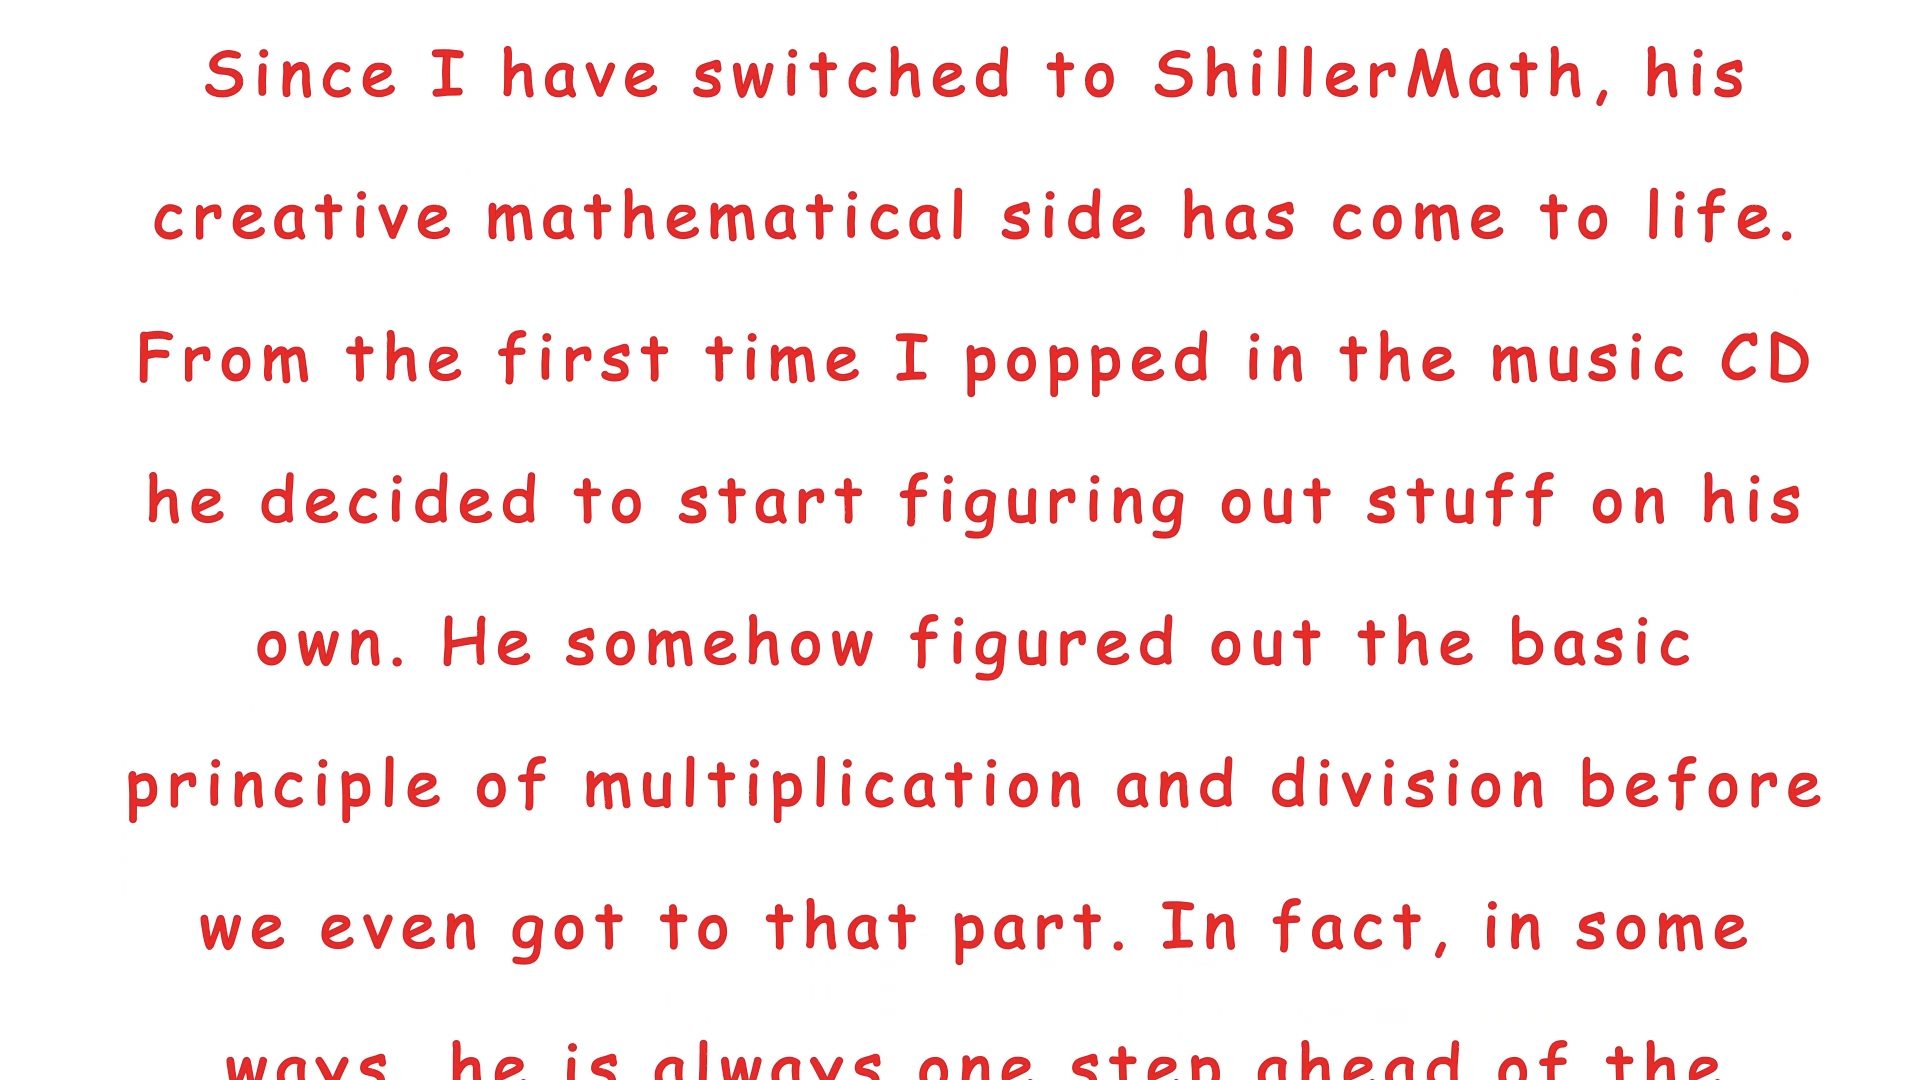 Since I have switched to ShillerMath, his
creative mathematical side has come to life.
From the first time I popped in the music CD
he decided to start figuring out stuff on his
own. He somehow figured out the basic
principle of multiplication and division before
we even got to that part. In fact, in some
ways, he is always one step ahead of the